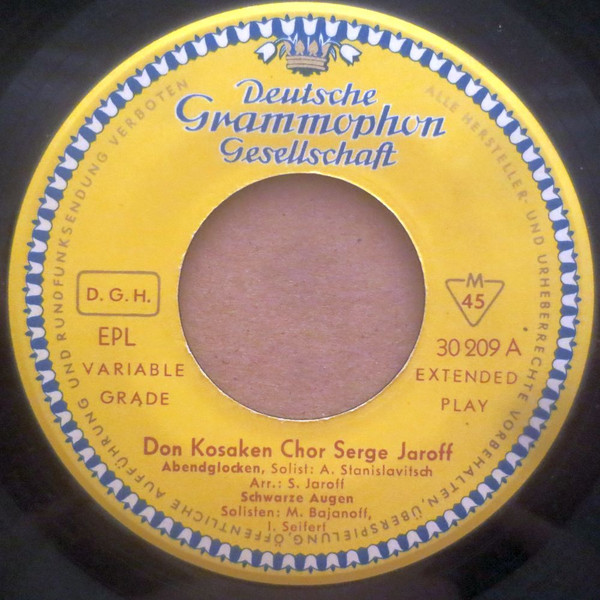 Deutsche
Grammophon
Gesellschaft
ALLE HERSTELLER- UND URHEBERRECHTE VORBEHALTEN, ÜBERSPIELUNG, ÖFFENTLICHE AUFFÜHRUNG UND RUNDFUNKSENDUNG VERBOTEN
D. G. H.
M
45
EPL
30 209 A
VARIABLE
GRADE
EXTENDED
PLAY
Don Kosaken Chor Serge Jaroff
Abendglocken, Solist: A. Stanislavitsch
Arr.: S. Jaroff
Schwarze Augen
Solisten: M. Bajanoff,
I. Seifert